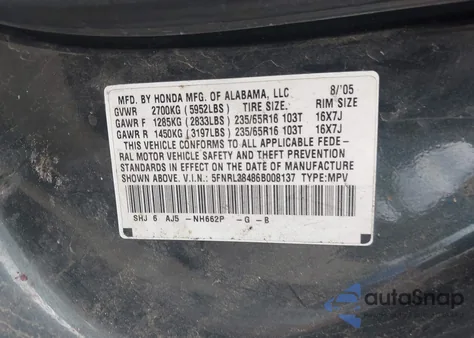 MFD. BY HONDA MFG. OF ALABAMA, LLC 8/'05
GVWR 2700KG (5952LBS) TIRE SIZE RIM SIZE
GAWR F 1285KG (2833LBS) 235/65R16 103T 16X7J
GAWR R 1450KG (3197LBS) 235/65R16 103T 16X7J
THIS VEHICLE CONFORMS TO ALL APPLICABLE FEDE-
RAL MOTOR VEHICLE SAFETY AND THEFT PREVENTION
STANDARDS IN EFFECT ON THE DATE OF MANUFACTURE
SHOWN ABOVE. V.I.N.: 5FNRL38486B008137 TYPE:MPV
SHJ 6 AJ5 -NH662P -G -B
autoSnap